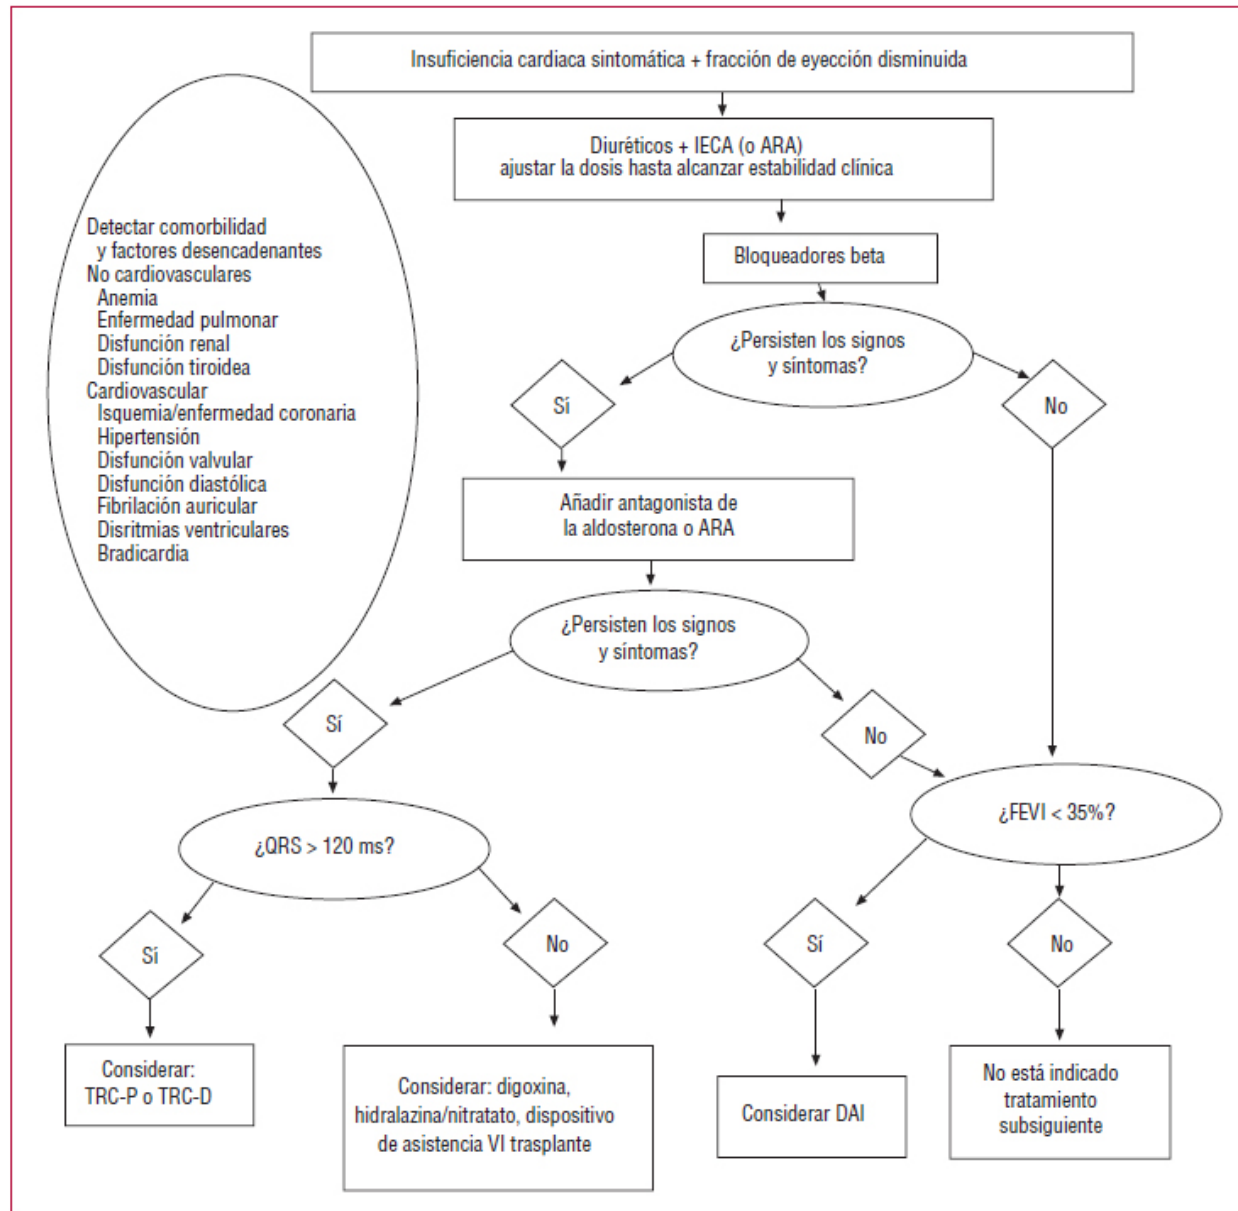 Insuficiencia cardiaca sintomática + fracción de eyección disminuida
Diuréticos + IECA (o ARA)
ajustar la dosis hasta alcanzar estabilidad clínica
Detectar comorbilidad
y factores desencadenantes
No cardiovasculares
Anemia
Enfermedad pulmonar
Disfunción renal
Disfunción tiroidea
Cardiovascular
Isquemia/enfermedad coronaria
Hipertensión
Disfunción valvular
Disfunción diastólica
Fibrilación auricular
Disritmias ventriculares
Bradicardia
Bloqueadores beta
¿Persisten los signos
y síntomas?
Sí
No
Añadir antagonista de
la aldosterona o ARA
¿Persisten los signos
y síntomas?
Sí
No
¿QRS > 120 ms?
¿FEVI < 35%?
Sí
No
Sí
No
Considerar:
TRC-P o TRC-D
Considerar: digoxina,
hidralazina/nitratato, dispositivo
de asistencia VI trasplante
Considerar DAI
No está indicado
tratamiento
subsiguiente